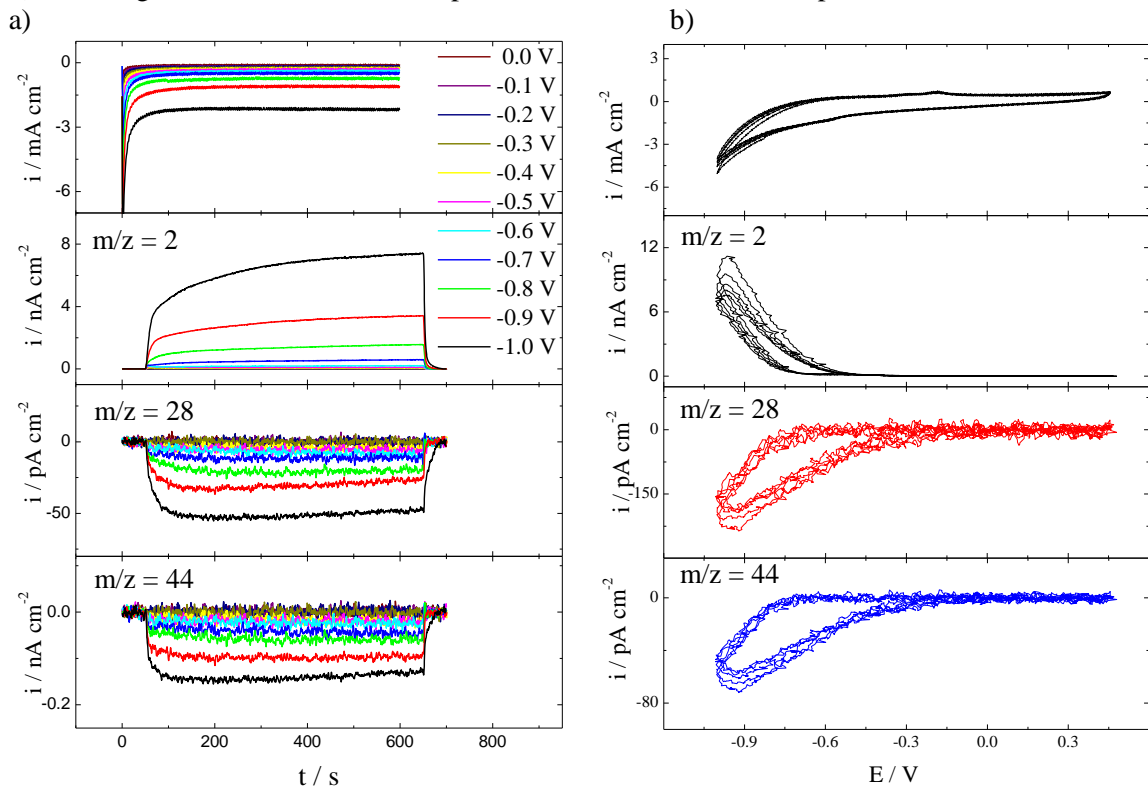 a)
i / mA cm-2
0
-3
-6
0.0 V
-0.1 V
-0.2 V
-0.3 V
-0.4 V
-0.5 V
-0.6 V
-0.7 V
-0.8 V
-0.9 V
-1.0 V
m/z = 2
i / nA cm-2
8
4
0
m/z = 28
i / pA cm-2
0
-50
m/z = 44
i / nA cm-2
0.0
-0.2
0 200 400 600 800
t / s
b)
i / mA cm-2
3
0
-3
-6
m/z = 2
i / nA cm-2
12
6
0
m/z = 28
i / pA cm-2
0
-150
m/z = 44
i / pA cm-2
0
-80
-0.9 -0.6 -0.3 0.0 0.3
E / V